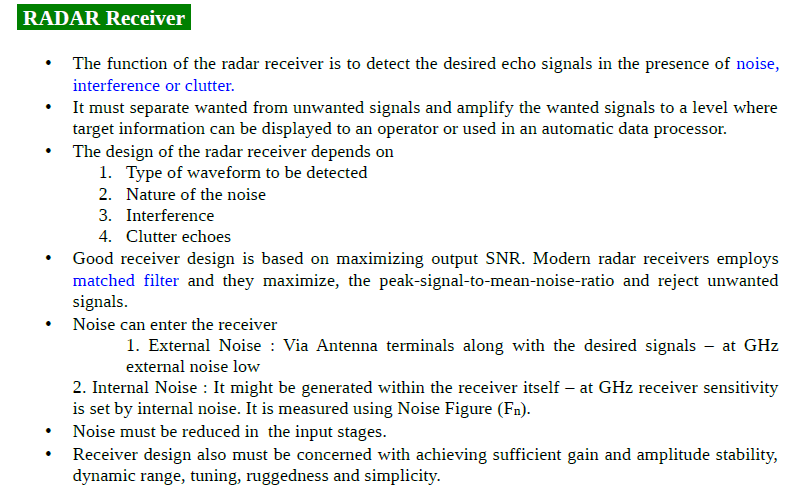 RADAR Receiver
• The function of the radar receiver is to detect the desired echo signals in the presence of noise,
interference or clutter.
• It must separate wanted from unwanted signals and amplify the wanted signals to a level where
target information can be displayed to an operator or used in an automatic data processor.
• The design of the radar receiver depends on
1. Type of waveform to be detected
2. Nature of the noise
3. Interference
4. Clutter echoes
• Good receiver design is based on maximizing output SNR. Modern radar receivers employs
matched filter and they maximize, the peak-signal-to-mean-noise-ratio and reject unwanted
signals.
• Noise can enter the receiver
1. External Noise : Via Antenna terminals along with the desired signals – at GHz
external noise low
2. Internal Noise : It might be generated within the receiver itself – at GHz receiver sensitivity
is set by internal noise. It is measured using Noise Figure (Fn).
• Noise must be reduced in the input stages.
• Receiver design also must be concerned with achieving sufficient gain and amplitude stability,
dynamic range, tuning, ruggedness and simplicity.